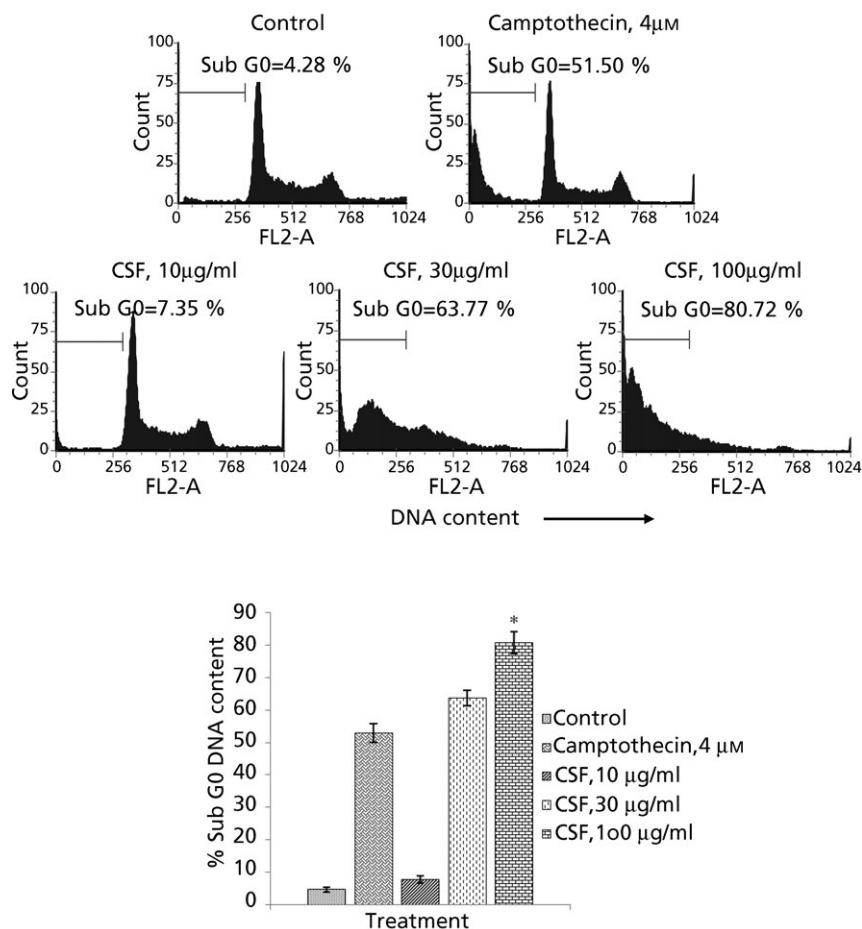 Control
100
75
50
25
0
Count
Sub G0=4.28 %
0 256 512 768 1024
FL2-A
Camptothecin, 4μM
100
75
50
25
0
Count
Sub G0=51.50 %
0 256 512 768 1024
FL2-A
CSF, 10μg/ml
100
75
50
25
0
Count
Sub G0=7.35 %
0 256 512 768 1024
FL2-A
CSF, 30μg/ml
100
75
50
25
0
Count
Sub G0=63.77 %
0 256 512 768 1024
FL2-A
CSF, 100μg/ml
100
75
50
25
0
Count
Sub G0=80.72 %
0 256 512 768 1024
FL2-A
DNA content
% Sub G0 DNA content
90
80
70
60
50
40
30
20
10
0
*
Treatment
Control
Camptothecin,4 μM
CSF,10 μg/ml
CSF,30 μg/ml
CSF,1o0 μg/ml